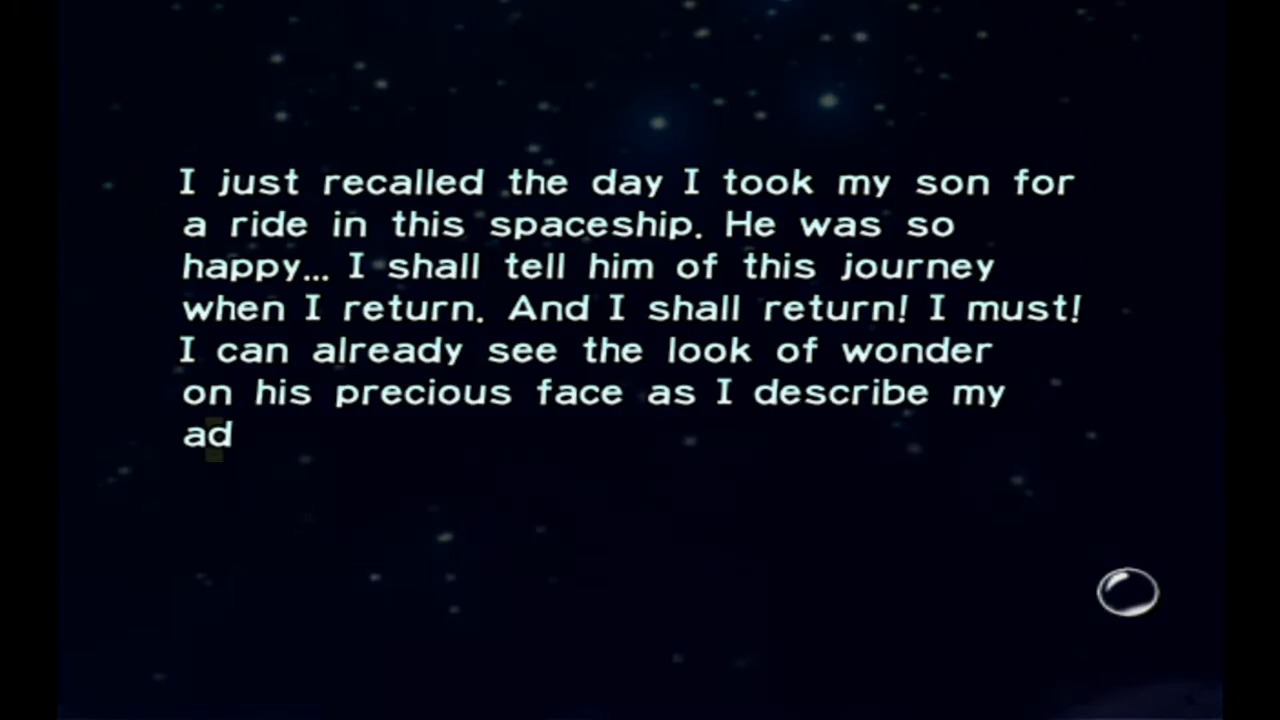 I just recalled the day I took my son for
a ride in this spaceship. He was so
happy... I shall tell him of this journey
when I return. And I shall return! I must!
I can already see the look of wonder
on his precious face as I describe my
ad